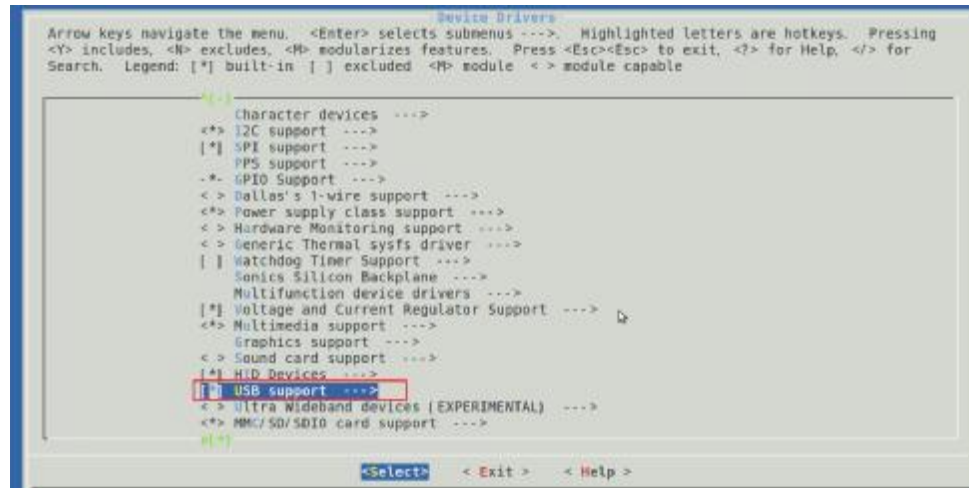 Device Drivers
Arrow keys navigate the menu.  <Enter> selects submenus --->.  Highlighted letters are hotkeys.  Pressing
<Y> includes, <N> excludes, <M> modularizes features.  Press <Esc><Esc> to exit, <?> for Help, </> for
Search.  Legend: [*] built-in  [ ] excluded  <M> module  < > module capable
^(-)
Character devices  --->
<*> I2C support  --->
[*] SPI support  --->
PPS support  --->
-*- GPIO Support  --->
< > Dallas's 1-wire support  --->
<*> Power supply class support  --->
< > Hardware Monitoring support  --->
< > Generic Thermal sysfs driver  --->
[ ] Watchdog Timer Support  --->
Sonics Silicon Backplane  --->
Multifunction device drivers  --->
[*] Voltage and Current Regulator Support  --->
<*> Multimedia support  --->
Graphics support  --->
< > Sound card support  --->
[*] HID Devices  --->
[*] USB support  --->
< > Ultra Wideband devices (EXPERIMENTAL)  --->
<*> MMC/SD/SDIO card support  --->
v(+)
<Select>    < Exit >    < Help >